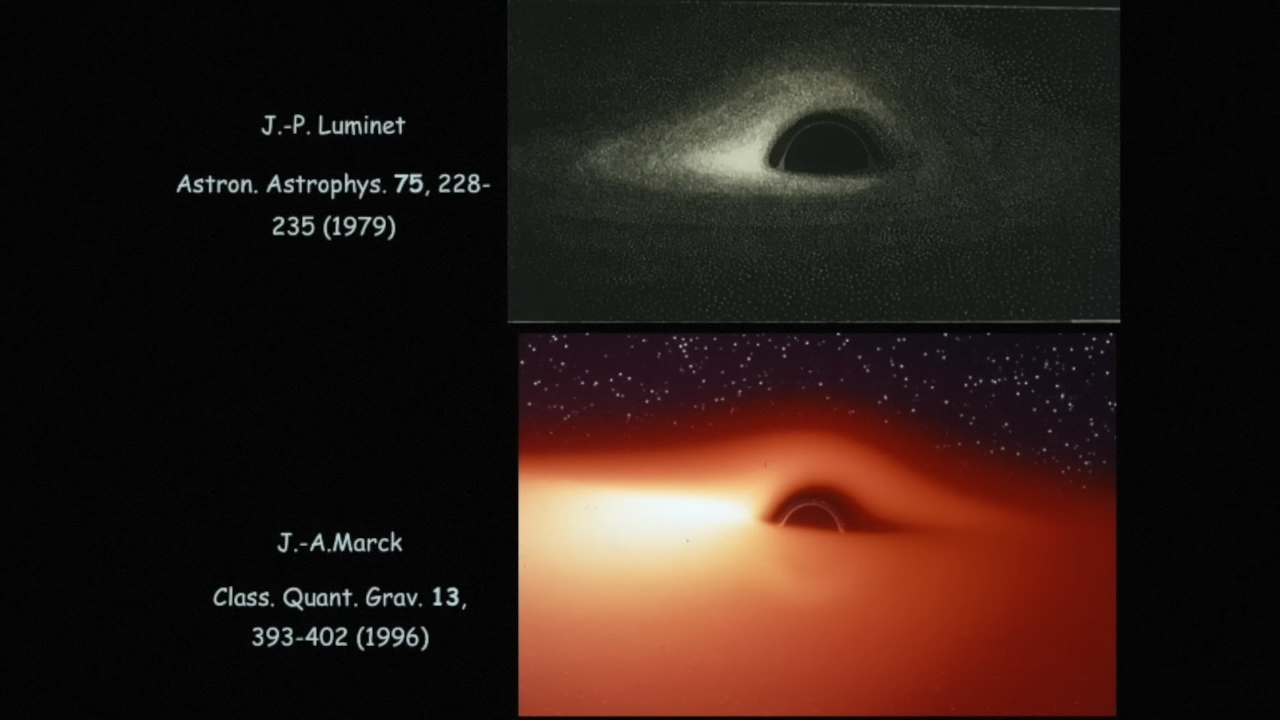 J.-P. Luminet
Astron. Astrophys. 75, 228-
235 (1979)
J.-A.Marck
Class. Quant. Grav. 13,
393-402 (1996)